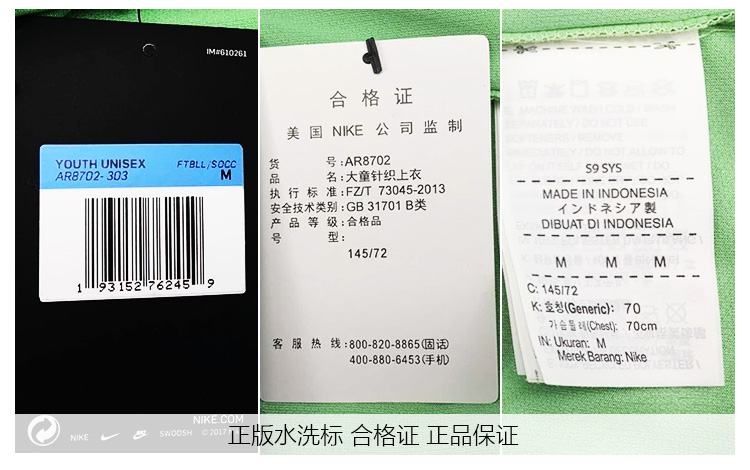 IM#610261
YOUTH UNISEX FTBLL/SOCC
AR8702-303 M
1 93152 76245 9
NIKE.COM
NIKE SWOOSH © 2017
合格证
美国 NIKE 公司监制
货号:AR8702
品名:大童针织上衣
执行标准:FZ/T 73045-2013
安全技术类别:GB 31701 B类
产品等级:合格品
号型:
145/72
客服热线:800-820-8865(固话)
400-880-6453(手机)
S9 SYS
MADE IN INDONESIA
インドネシア製
DIBUAT DI INDONESIA
M M M
C: 145/72
K: 호칭(Generic): 70
가슴둘레(Chest): 70cm
IN: Ukuran: M
Merek Barang: Nike
正版水洗标 合格证 正品保证